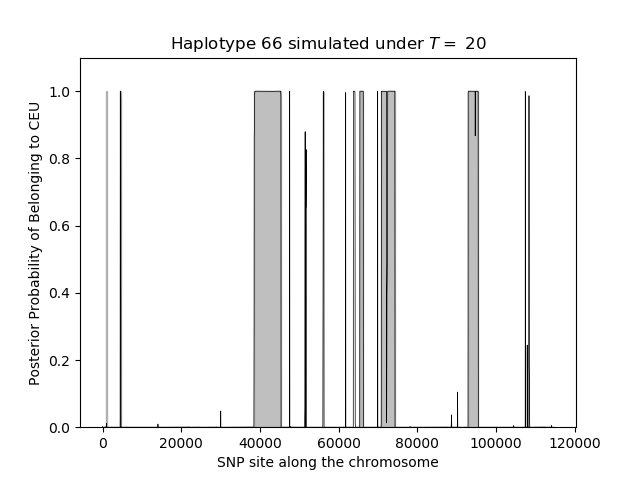 Haplotype 66 simulated under T = 20
Posterior Probability of Belonging to CEU
1.0
0.8
0.6
0.4
0.2
0.0
0 20000 40000 60000 80000 100000 120000
SNP site along the chromosome